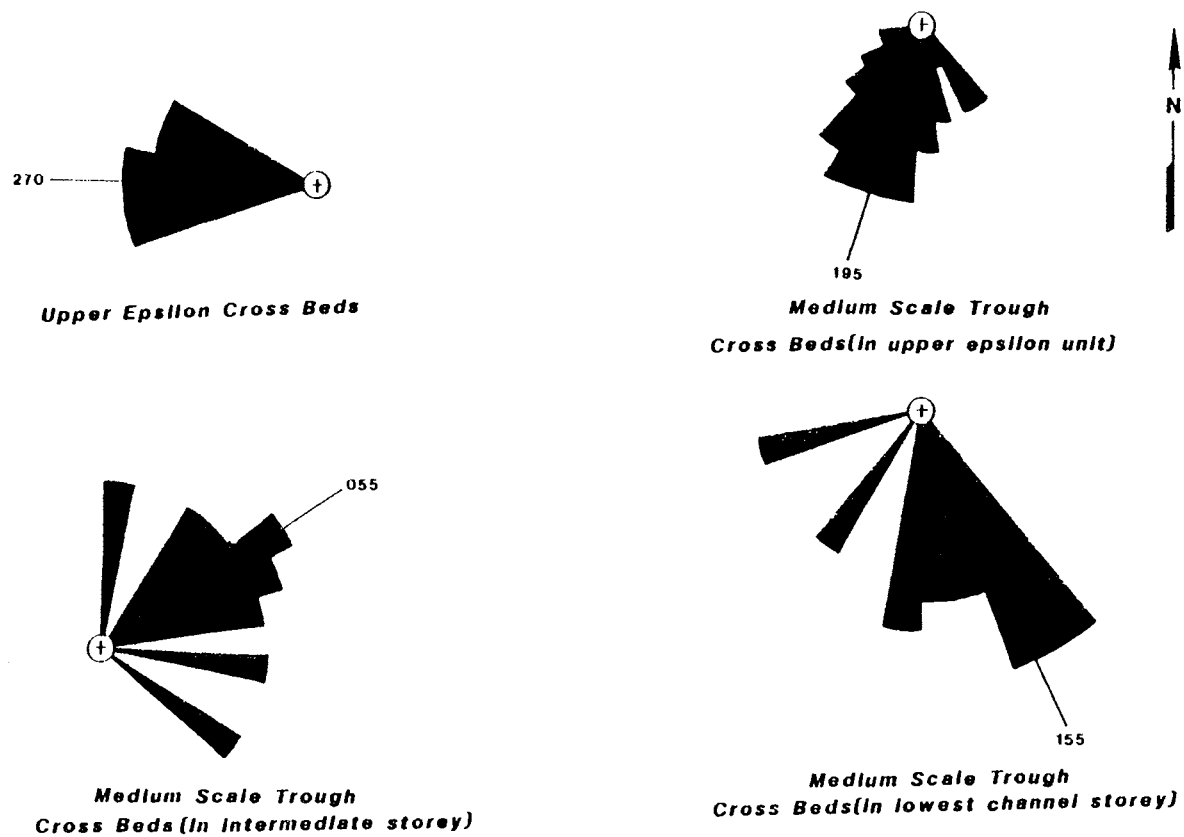 270
Upper Epsilon Cross Beds
195
Medium Scale Trough
Cross Beds(in upper epsilon unit)
N
055
Medium Scale Trough
Cross Beds(in intermediate storey)
155
Medium Scale Trough
Cross Beds(in lowest channel storey)